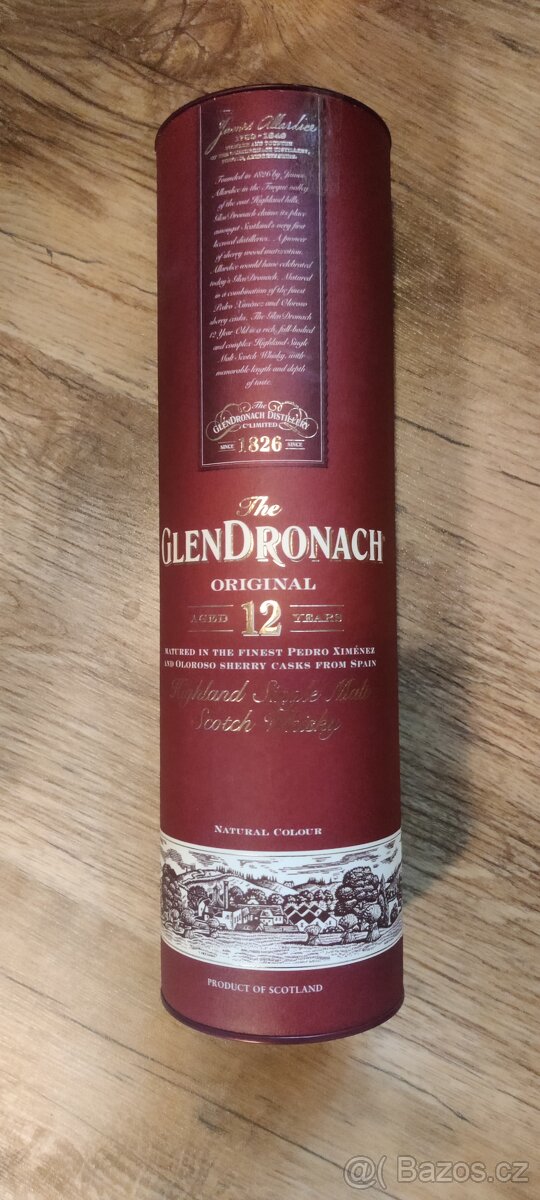 James Allardice
Founded in 1826 by James
Allardice in the Forgue valley
of the east Highland hills,
GlenDronach claims its place
amongst Scotland's very first
licensed distilleries. A pioneer
of sherry wood maturation,
Allardice would have celebrated
today's GlenDronach. Matured
in a combination of the finest
Pedro Ximénez and Oloroso
sherry casks, The GlenDronach
12 Year Old is a rich, full-bodied
and complex Highland Single
Malt Scotch Whisky, with
memorable length and depth
of taste.
The
GLENDRONACH DISTILLERY
Cº LIMITED
SINCE 1826 SINCE
The
GLENDRONACH
ORIGINAL
AGED 12 YEARS
MATURED IN THE FINEST PEDRO XIMÉNEZ
AND OLOROSO SHERRY CASKS FROM SPAIN
Highland Single Malt
Scotch Whisky
NATURAL COLOUR
PRODUCT OF SCOTLAND
Bazos.cz